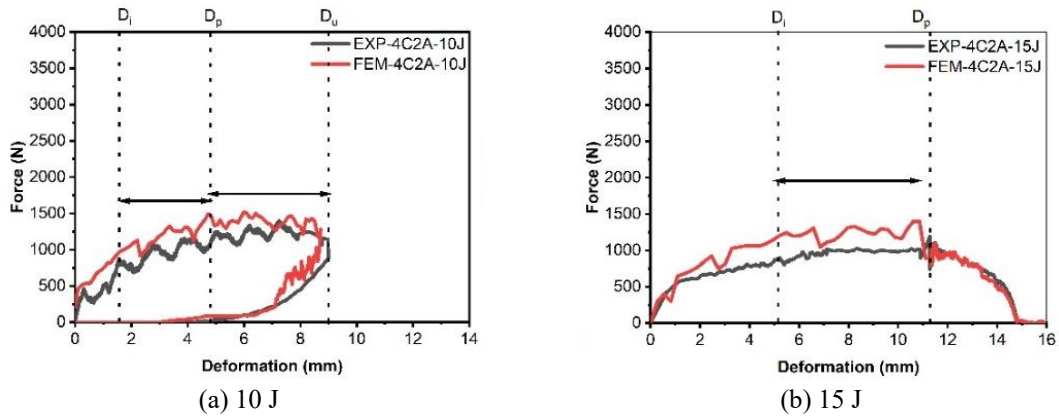 Di Dp Du
4000
3500
3000
2500
2000
1500
1000
500
0
Force (N)
EXP-4C2A-10J
FEM-4C2A-10J
0 2 4 6 8 10 12 14
Deformation (mm)
(a) 10 J
Di Dp
4000
3500
3000
2500
2000
1500
1000
500
0
Force (N)
EXP-4C2A-15J
FEM-4C2A-15J
0 2 4 6 8 10 12 14 16
Deformation (mm)
(b) 15 J